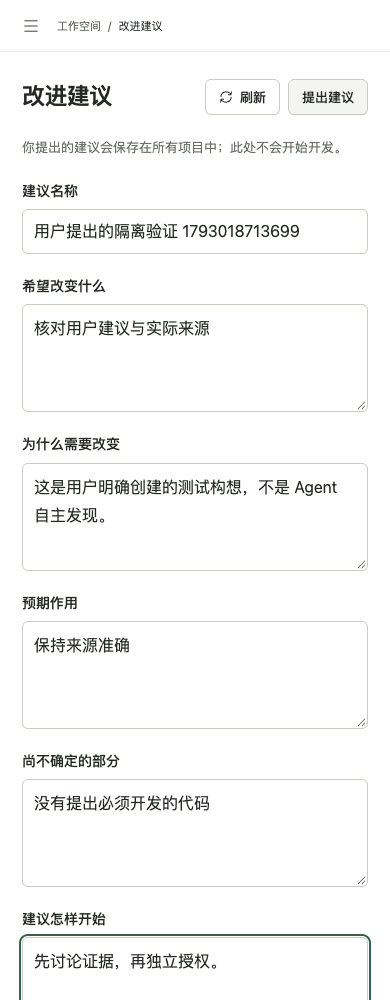 工作空间 / 改进建议
改进建议
刷新
提出建议
你提出的建议会保存在所有项目中；此处不会开始开发。
建议名称
用户提出的隔离验证 1793018713699
希望改变什么
核对用户建议与实际来源
为什么需要改变
这是用户明确创建的测试构想，不是 Agent
自主发现。
预期作用
保持来源准确
尚不确定的部分
没有提出必须开发的代码
建议怎样开始
先讨论证据，再独立授权。